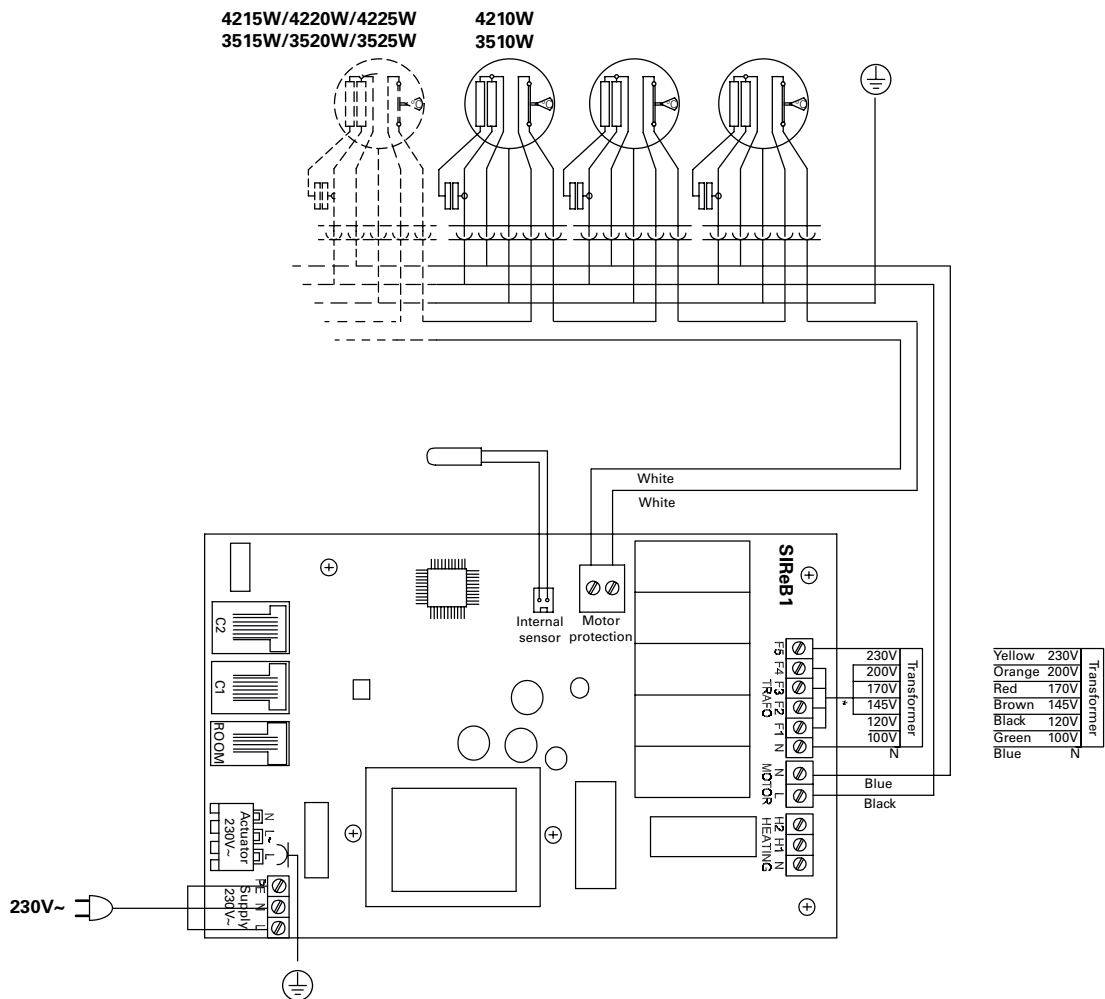 4215W/4220W/4225W
3515W/3520W/3525W
4210W
3510W
White
White
SIReB1
Internal
sensor
Motor
protection
C2
C1
ROOM
F5
F4
F3
F2
F1
N
TRAFO
230V
200V
170V
145V
120V
100V
N
*
Transformer
Yellow 230V
Orange 200V
Red 170V
Brown 145V
Black 120V
Green 100V
Blue N
Transformer
N
L
MOTOR
Blue
Black
H2
H1
N
HEATING
Actuator
230V~
N
L~
L
PE
N
L
Supply
230V~
230V~